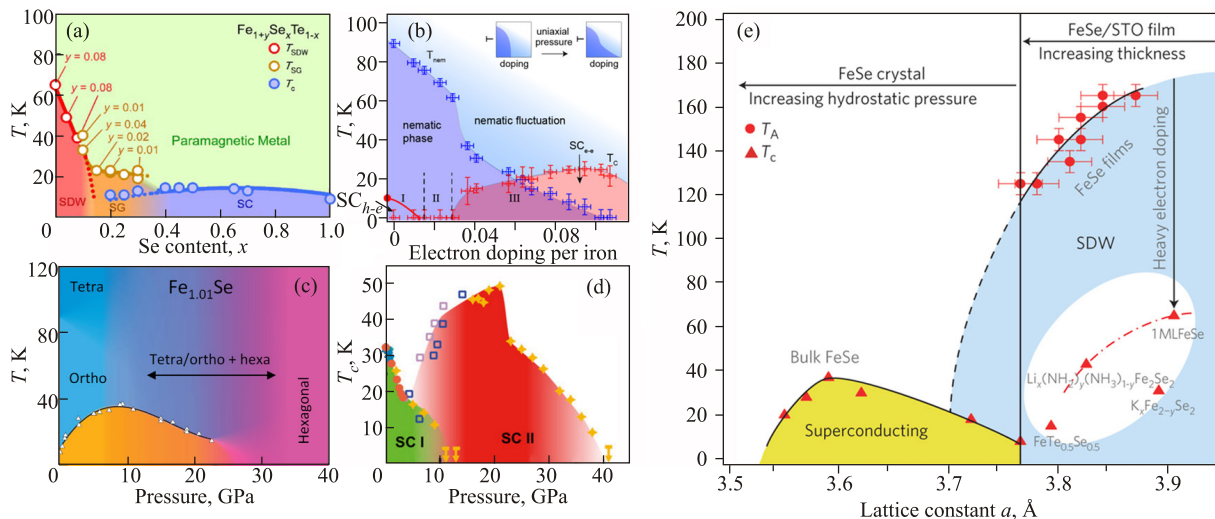 (a)
Fe1+ySexTe1-x
TSDW
TSG
Tc
y = 0.08
y = 0.08
y = 0.01
y = 0.04
y = 0.02
y = 0.01
Paramagnetic Metal
SDW
SG
SC
100
80
60
40
20
0
T, K
0
0.2
0.4
0.6
0.8
1.0
Se content, x
(b)
Tnem
uniaxial
pressure
T
doping
T
doping
nematic
phase
nematic fluctuation
SCe-e
Tc
I
II
III
SCh-e
100
80
60
40
20
0
T, K
0
0.04
0.08
Electron doping per iron
(c)
Fe1.01Se
Tetra
Ortho
Tetra/ortho + hexa
Hexagonal
120
80
40
T, K
0
10
20
30
40
Pressure, GPa
(d)
SC I
SC II
50
40
30
20
10
0
Tc, K
0
10
20
30
40
Pressure, GPa
(e)
FeSe/STO film
Increasing thickness
FeSe crystal
Increasing hydrostatic pressure
TA
Tc
FeSe films
SDW
Heavy electron doping
1MLFeSe
Bulk FeSe
Lix(NH2)y(NH3)1-yFe2Se2
KxFe2-ySe2
FeTe0.5Se0.5
Superconducting
200
180
160
140
120
100
80
60
40
20
0
T, K
3.5
3.6
3.7
3.8
3.9
Lattice constant a, Å